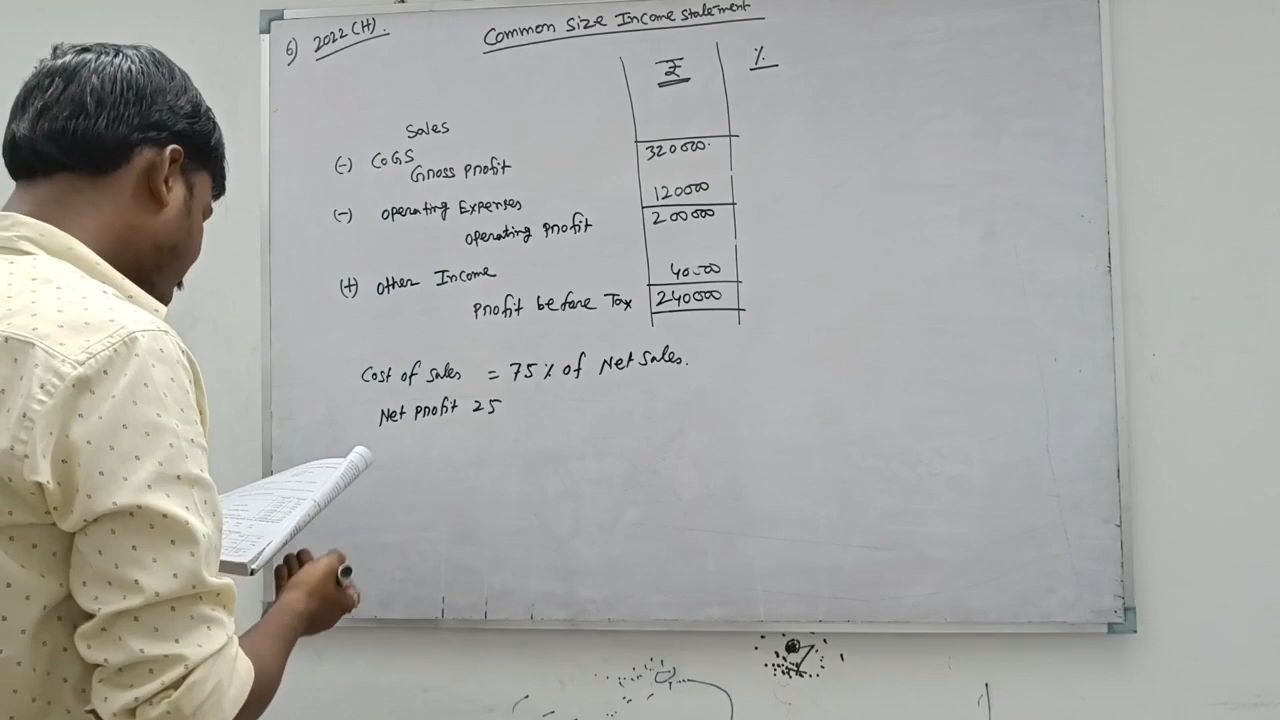 6) 2022 (H).
Common Size Income statement
₹ %
Sales
(-) COGS
Gross Profit 320000
(-) operating Expenses 120000
operating profit 200000
(+) other Income 40000
Profit before Tax 240000
Cost of Sales = 75% of Net Sales.
Net profit 25